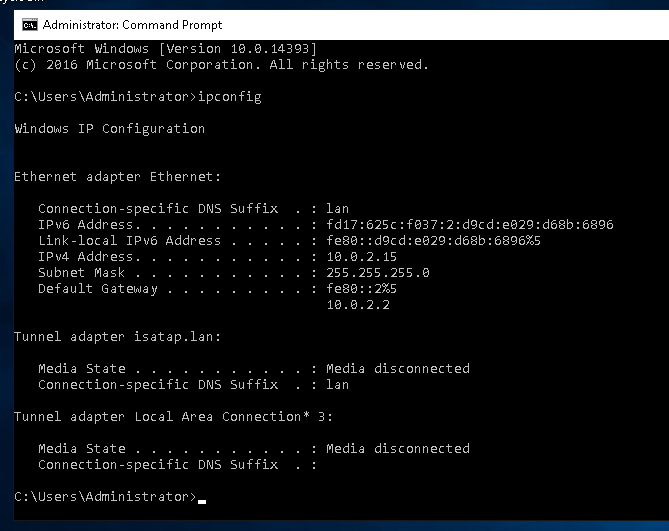 Administrator: Command Prompt
Microsoft Windows [Version 10.0.14393]
(c) 2016 Microsoft Corporation. All rights reserved.
C:\Users\Administrator>ipconfig
Windows IP Configuration
Ethernet adapter Ethernet:
Connection-specific DNS Suffix  . : lan
IPv6 Address. . . . . . . . . . . : fd17:625c:f037:2:d9cd:e029:d68b:6896
Link-local IPv6 Address . . . . . : fe80::d9cd:e029:d68b:6896%5
IPv4 Address. . . . . . . . . . . : 10.0.2.15
Subnet Mask . . . . . . . . . . . : 255.255.255.0
Default Gateway . . . . . . . . . : fe80::2%5
10.0.2.2
Tunnel adapter isatap.lan:
Media State . . . . . . . . . . . : Media disconnected
Connection-specific DNS Suffix  . : lan
Tunnel adapter Local Area Connection* 3:
Media State . . . . . . . . . . . : Media disconnected
Connection-specific DNS Suffix  . :
C:\Users\Administrator>